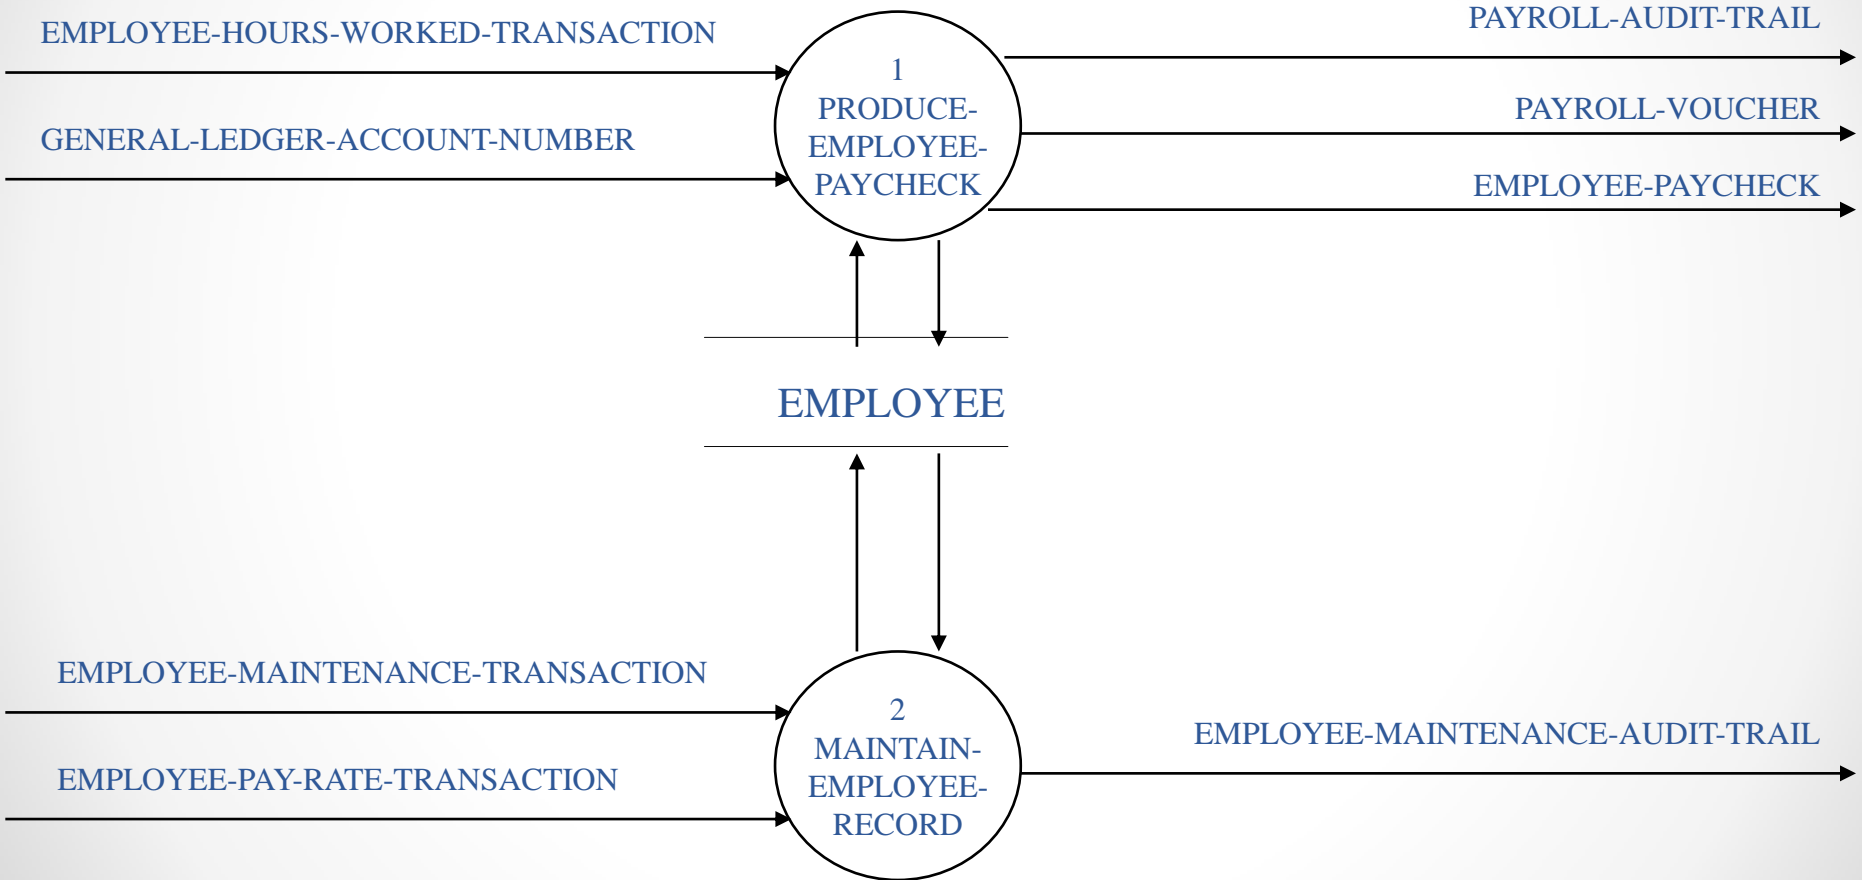 EMPLOYEE-HOURS-WORKED-TRANSACTION
GENERAL-LEDGER-ACCOUNT-NUMBER
1
PRODUCE-
EMPLOYEE-
PAYCHECK
PAYROLL-AUDIT-TRAIL
PAYROLL-VOUCHER
EMPLOYEE-PAYCHECK
EMPLOYEE
EMPLOYEE-MAINTENANCE-TRANSACTION
EMPLOYEE-PAY-RATE-TRANSACTION
2
MAINTAIN-
EMPLOYEE-
RECORD
EMPLOYEE-MAINTENANCE-AUDIT-TRAIL